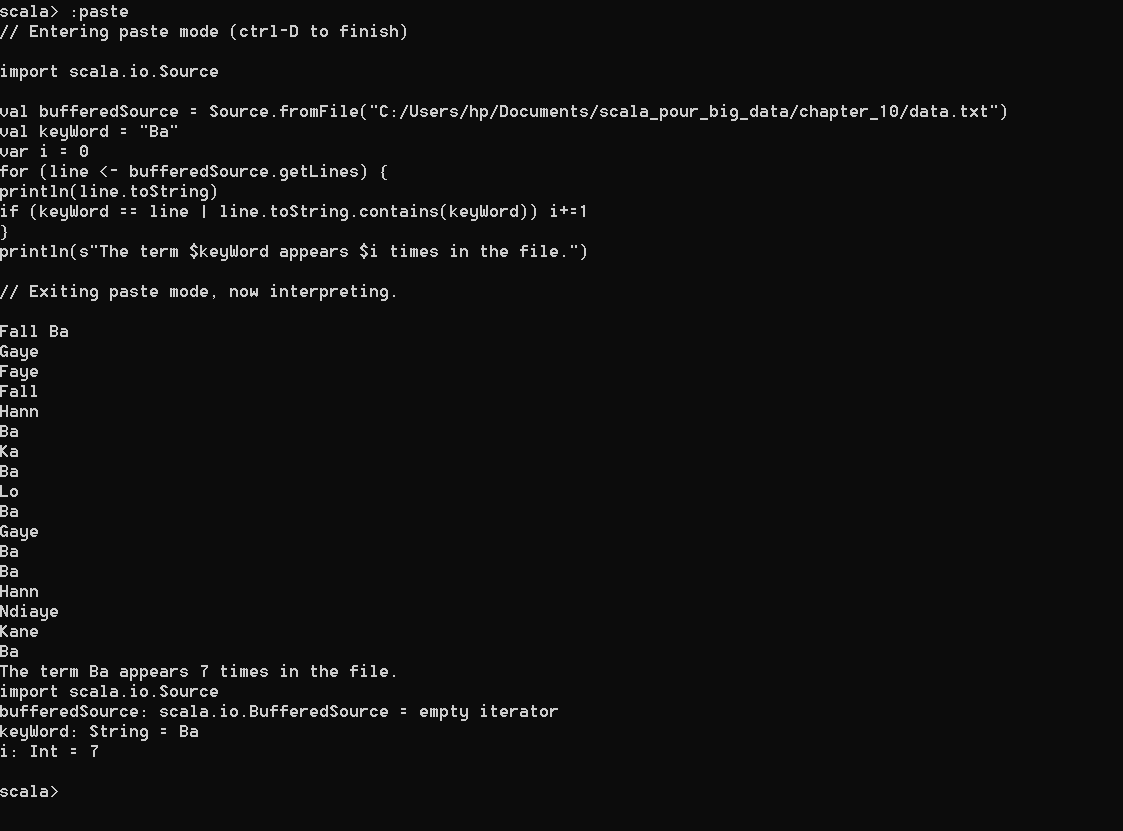 scala> :paste
// Entering paste mode (ctrl-D to finish)
import scala.io.Source
val bufferedSource = Source.fromFile("C:/Users/hp/Documents/scala_pour_big_data/chapter_10/data.txt")
val keyWord = "Ba"
var i = 0
for (line <- bufferedSource.getLines) {
println(line.toString)
if (keyWord == line | line.toString.contains(keyWord)) i+=1
}
println(s"The term $keyWord appears $i times in the file.")
// Exiting paste mode, now interpreting.
Fall Ba
Gaye
Faye
Fall
Hann
Ba
Ka
Ba
Lo
Ba
Gaye
Ba
Ba
Hann
Ndiaye
Kane
Ba
The term Ba appears 7 times in the file.
import scala.io.Source
bufferedSource: scala.io.BufferedSource = empty iterator
keyWord: String = Ba
i: Int = 7
scala>